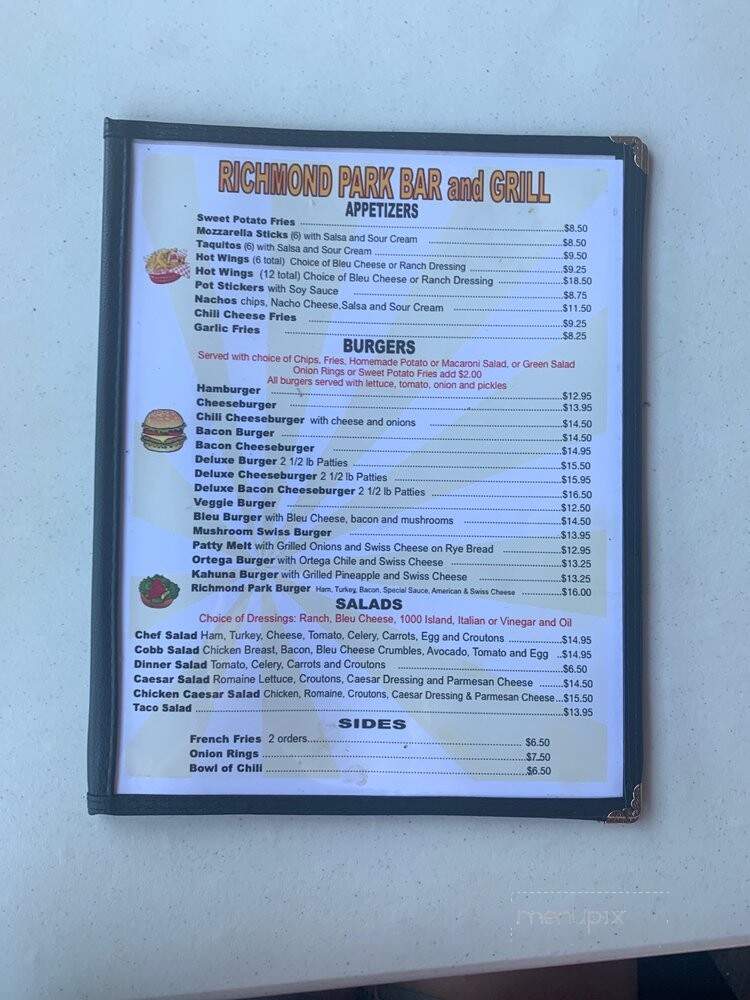 RICHMOND PARK BAR and GRILL
APPETIZERS
Sweet Potato Fries $8.50
Mozzarella Sticks (6) with Salsa and Sour Cream $8.50
Taquitos (6) with Salsa and Sour Cream $9.50
Hot Wings (6 total) Choice of Bleu Cheese or Ranch Dressing $9.25
Hot Wings (12 total) Choice of Bleu Cheese or Ranch Dressing $18.50
Pot Stickers with Soy Sauce $8.75
Nachos chips, Nacho Cheese,Salsa and Sour Cream $11.50
Chili Cheese Fries $9.25
Garlic Fries $8.25
BURGERS
Served with choice of Chips, Fries, Homemade Potato or Macaroni Salad, or Green Salad
Onion Rings or Sweet Potato Fries add $2.00
All burgers served with lettuce, tomato, onion and pickles
Hamburger $12.95
Cheeseburger $13.95
Chili Cheeseburger with cheese and onions $14.50
Bacon Burger $14.50
Bacon Cheeseburger $14.95
Deluxe Burger 2 1/2 lb Patties $15.50
Deluxe Cheeseburger 2 1/2 lb Patties $15.95
Deluxe Bacon Cheeseburger 2 1/2 lb Patties $16.50
Veggie Burger $12.50
Bleu Burger with Bleu Cheese, bacon and mushrooms $14.50
Mushroom Swiss Burger $13.95
Patty Melt with Grilled Onions and Swiss Cheese on Rye Bread $12.95
Ortega Burger with Ortega Chile and Swiss Cheese $13.25
Kahuna Burger with Grilled Pineapple and Swiss Cheese $13.25
Richmond Park Burger Ham, Turkey, Bacon, Special Sauce, American & Swiss Cheese $16.00
SALADS
Choice of Dressings: Ranch, Bleu Cheese, 1000 Island, Italian or Vinegar and Oil
Chef Salad Ham, Turkey, Cheese, Tomato, Celery, Carrots, Egg and Croutons $14.95
Cobb Salad Chicken Breast, Bacon, Bleu Cheese Crumbles, Avocado, Tomato and Egg $14.95
Dinner Salad Tomato, Celery, Carrots and Croutons $6.50
Caesar Salad Romaine Lettuce, Croutons, Caesar Dressing and Parmesan Cheese $14.50
Chicken Caesar Salad Chicken, Romaine, Croutons, Caesar Dressing & Parmesan Cheese $15.50
Taco Salad $13.95
SIDES
French Fries 2 orders $6.50
Onion Rings $7.50
Bowl of Chili $6.50
menupix